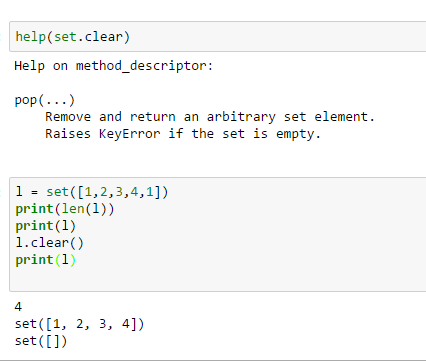 help(set.clear)
Help on method_descriptor:
pop(...)
Remove and return an arbitrary set element.
Raises KeyError if the set is empty.
l = set([1,2,3,4,1])
print(len(l))
print(l)
l.clear()
print(l)
4
set([1, 2, 3, 4])
set([])